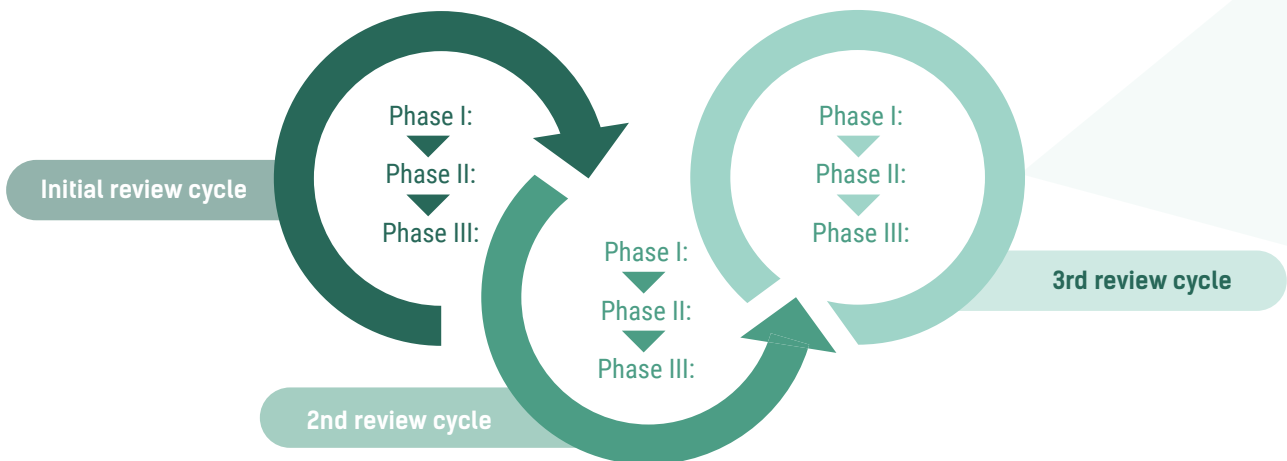 Initial review cycle
Phase I:
Phase II:
Phase III:
2nd review cycle
Phase I:
Phase II:
Phase III:
3rd review cycle
Phase I:
Phase II:
Phase III: